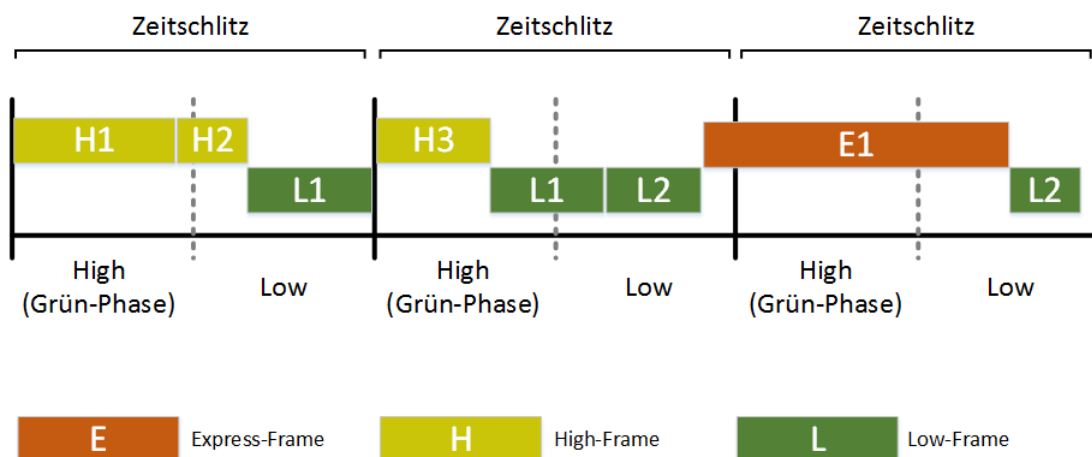 Zeitschlitz Zeitschlitz Zeitschlitz
H1 H2 H3 E1
L1 L1 L2 L2
High Low High Low High Low
(Grün-Phase) (Grün-Phase) (Grün-Phase)
E Express-Frame H High-Frame L Low-Frame